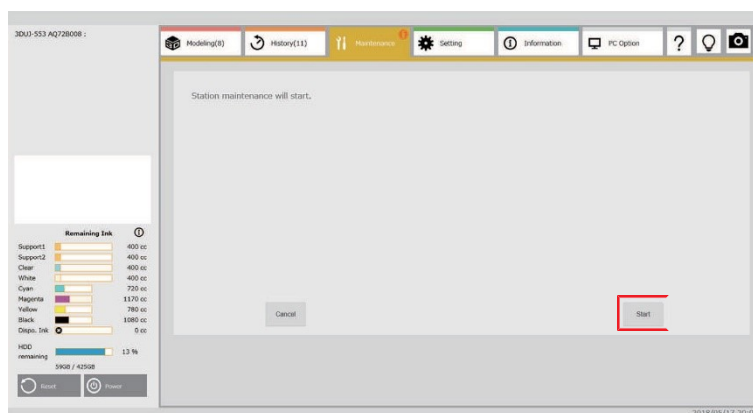 3DUJ-553 AQ728008 :
Modeling(8)
History(11)
Maintenance
Setting
Information
PC Option
?
Station maintenance will start.
Remaining Ink
Support1 400 cc
Support2 400 cc
Clear 400 cc
White 400 cc
Cyan 720 cc
Magenta 1170 cc
Yellow 780 cc
Black 1080 cc
Dispo. Ink 0 cc
HDD
remaining 13 %
59GB / 425GB
Reset
Power
Cancel
Start